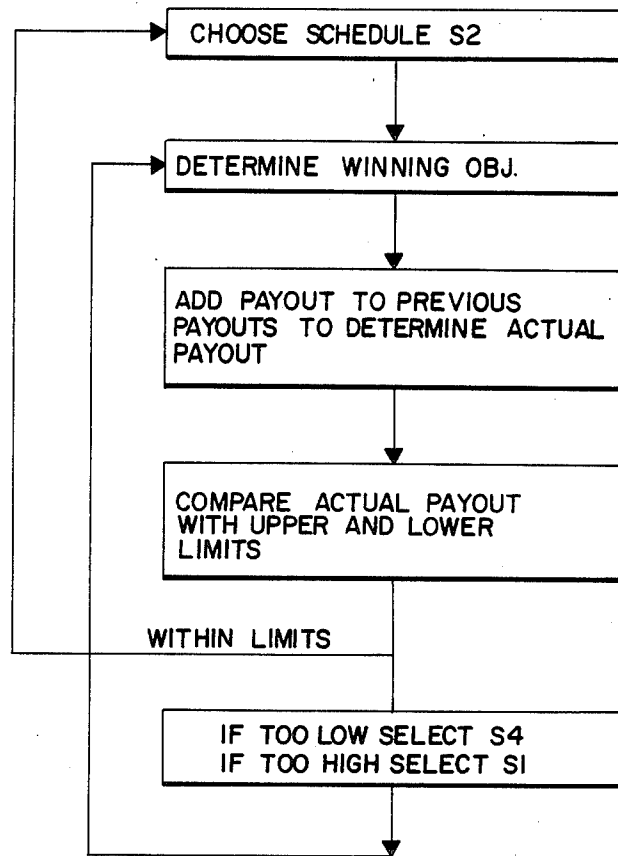 CHOOSE SCHEDULE S2
DETERMINE WINNING OBJ.
ADD PAYOUT TO PREVIOUS
PAYOUTS TO DETERMINE ACTUAL
PAYOUT
COMPARE ACTUAL PAYOUT
WITH UPPER AND LOWER
LIMITS
WITHIN LIMITS
IF TOO LOW SELECT S4
IF TOO HIGH SELECT S1